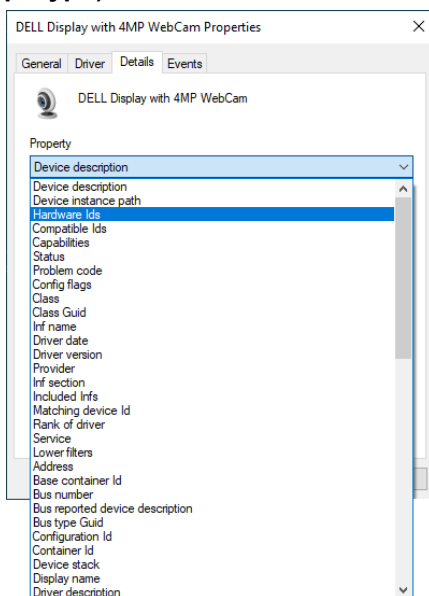 DELL Display with 4MP WebCam Properties
General Driver Details Events
DELL Display with 4MP WebCam
Property
Device description
Device description
Device instance path
Hardware Ids
Compatible Ids
Capabilities
Status
Problem code
Config flags
Class
Class Guid
Inf name
Driver date
Driver version
Provider
Inf section
Included Infs
Matching device Id
Rank of driver
Service
Lower filters
Address
Base container Id
Bus number
Bus reported device description
Bus type Guid
Configuration Id
Container Id
Device stack
Display name
Driver description